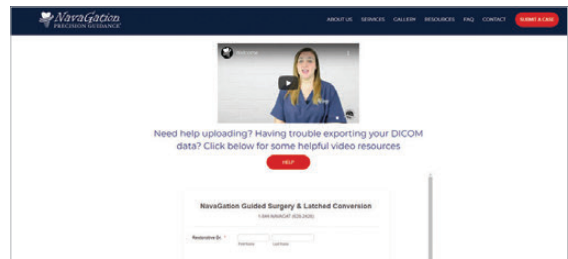 NavaGation
PRECISION GUIDANCE
ABOUT US SERVICES GALLERY RESOURCES FAQ CONTACT SUBMIT A CASE
Welcome
Need help uploading? Having trouble exporting your DICOM
data? Click below for some helpful video resources
HELP
NavaGation Guided Surgery & Latched Conversion
Restorative Dr. *
First Name Last Name